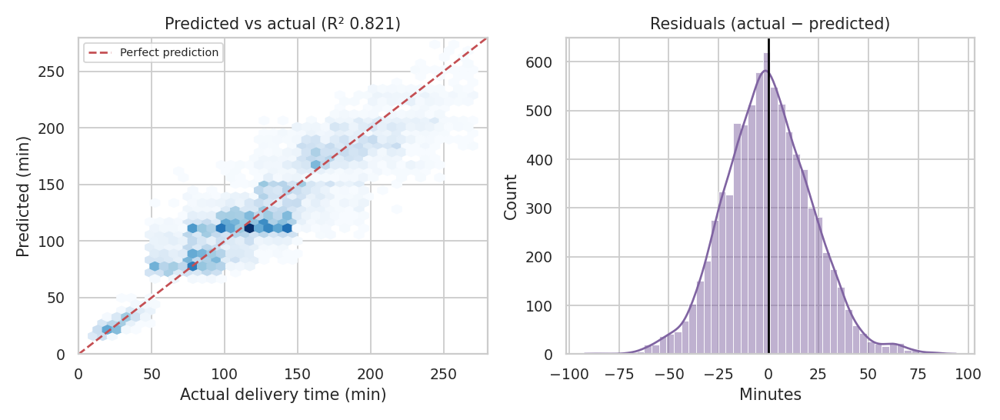 Predicted vs actual (R² 0.821)
Perfect prediction
Predicted (min)
250
200
150
100
50
0
0 50 100 150 200 250
Actual delivery time (min)
Residuals (actual − predicted)
Count
600
500
400
300
200
100
0
−100 −75 −50 −25 0 25 50 75 100
Minutes